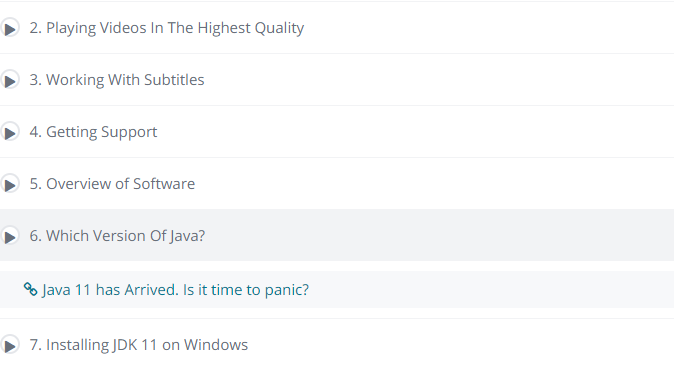 2. Playing Videos In The Highest Quality
3. Working With Subtitles
4. Getting Support
5. Overview of Software
6. Which Version Of Java?
Java 11 has Arrived. Is it time to panic?
7. Installing JDK 11 on Windows